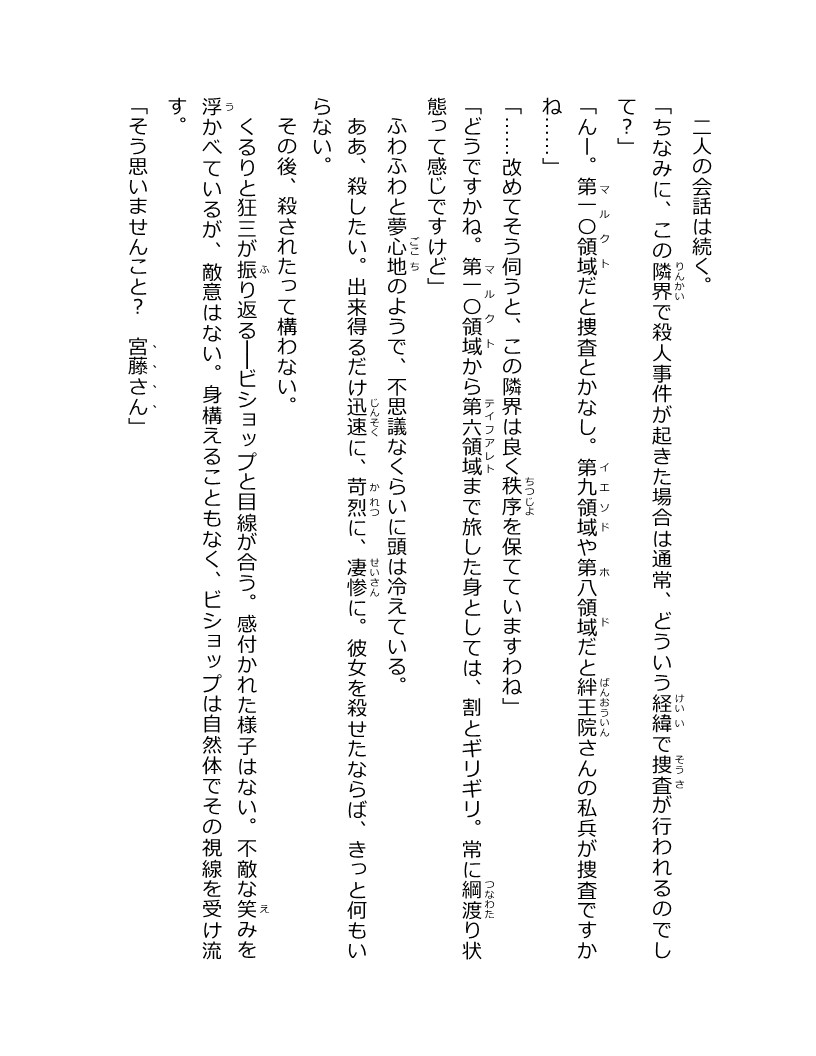 二人の会話は続く。
「ちなみに、この隣界で殺人事件が起きた場合は通常、どういう経緯で捜査が行われるのでし
て？」
「んー。第一〇領域だと捜査とかなし。第九領域や第八領域だと絆王院さんの私兵が捜査ですか
ね……」
「……改めてそう伺うと、この隣界は良く秩序を保てていますわね」
「どうですかね。第一〇領域から第六領域まで旅した身としては、割とギリギリ。常に綱渡り状
態って感じですけど」
ふわふわと夢心地のようで、不思議なくらいに頭は冷えている。
ああ、殺したい。出来得るだけ迅速に、苛烈に、凄惨に。彼女を殺せたならば、きっと何もい
らない。
その後、殺されたって構わない。
くるりと狂三が振り返る──ビショップと目線が合う。感付かれた様子はない。不敵な笑みを
浮かべているが、敵意はない。身構えることもなく、ビショップは自然体でその視線を受け流
す。
「そう思いませんこと？　宮藤さん」